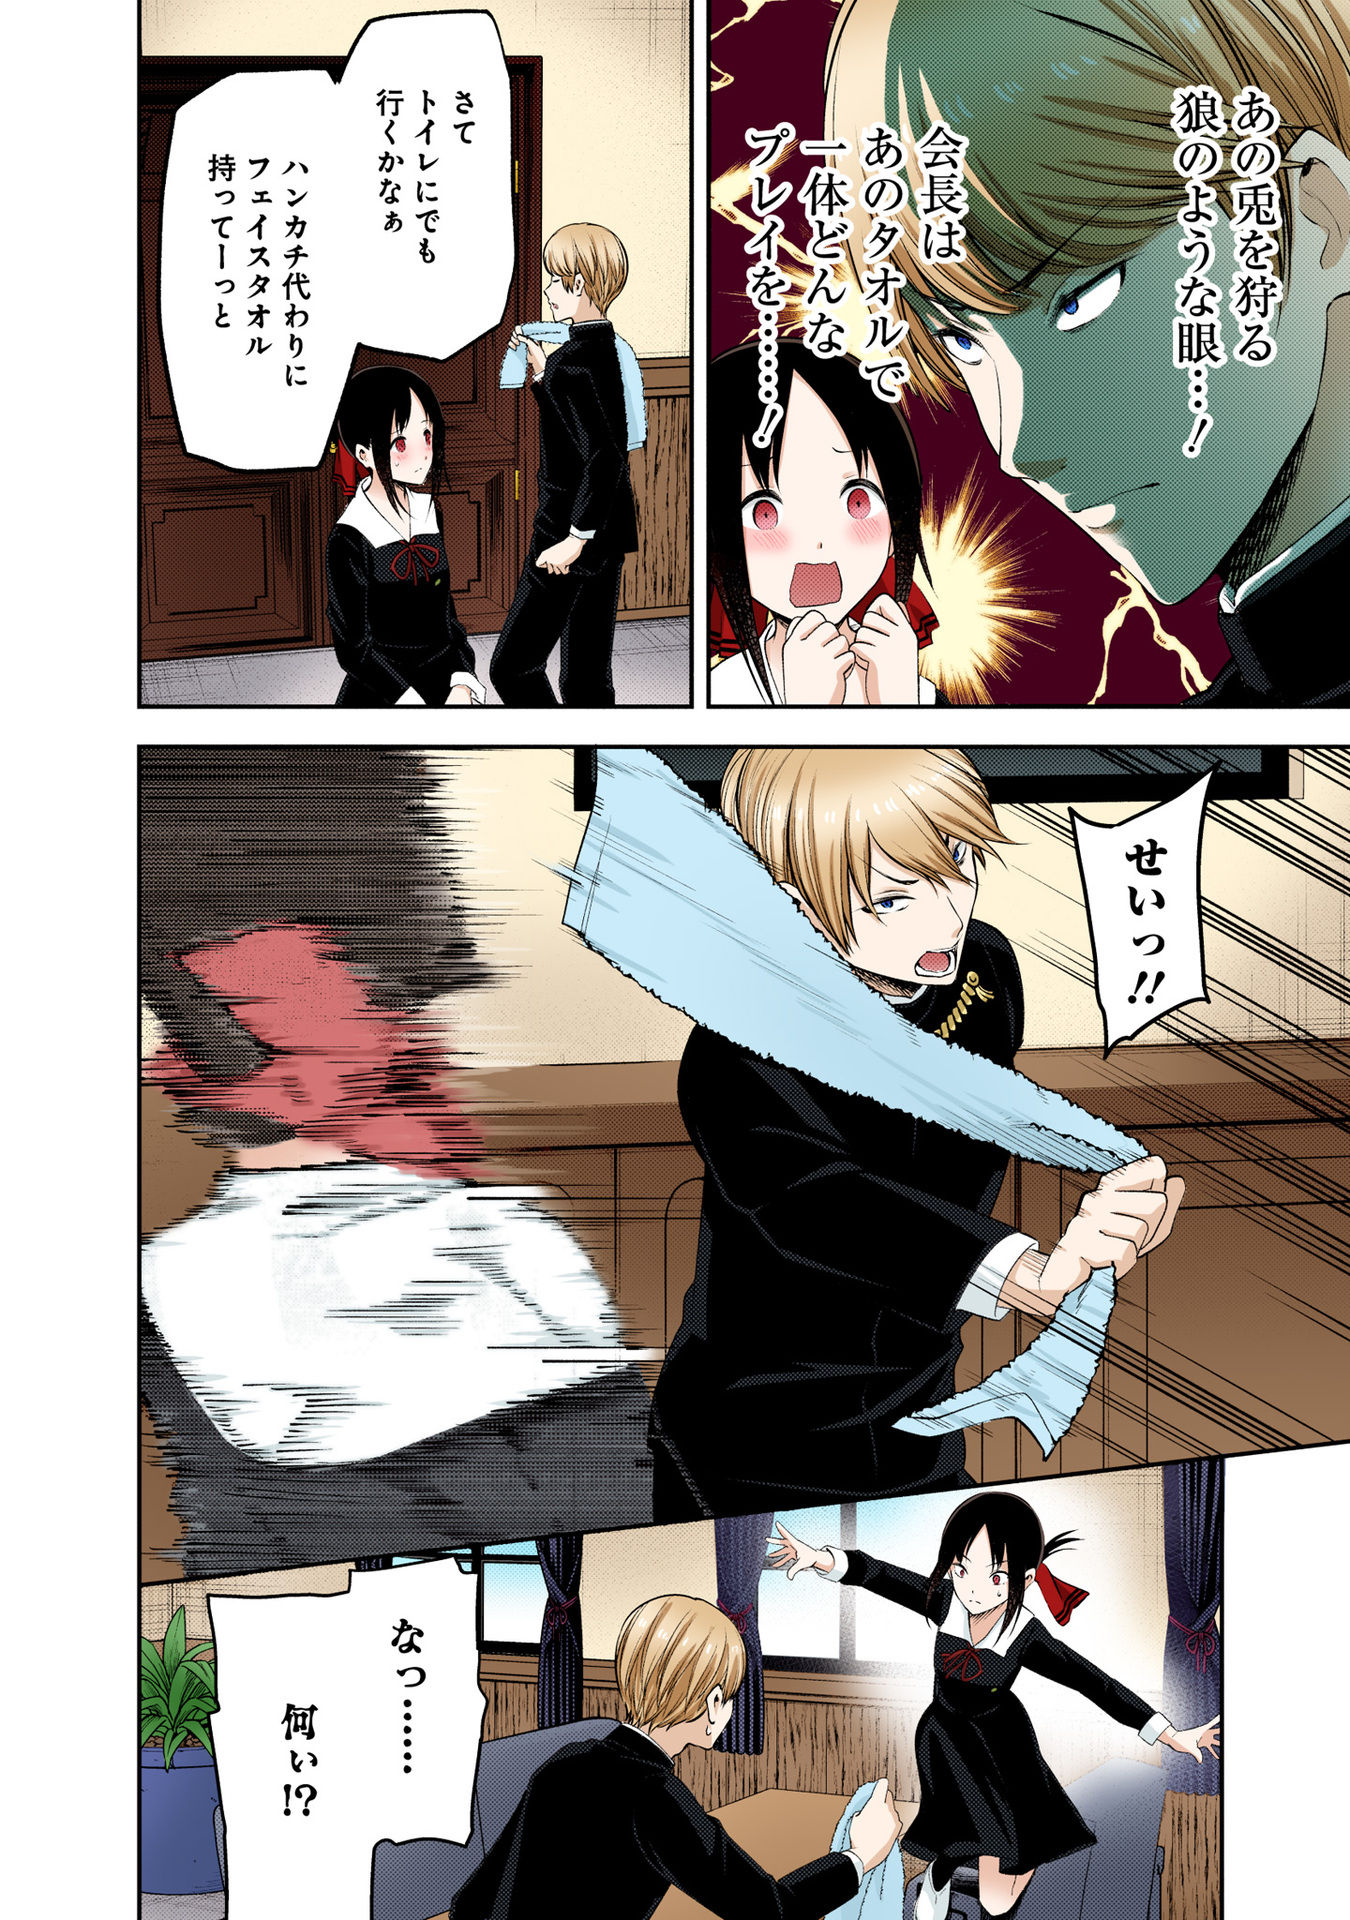 あの兎を狩る
狼のような眼…！
会長は
あのタオルで
一体どんな
プレイを………！
さて
トイレにでも
行くかなぁ
ハンカチ代わりに
フェイスタオル
持ってーっと
せいっ!!
なっ……
何ぃ!?